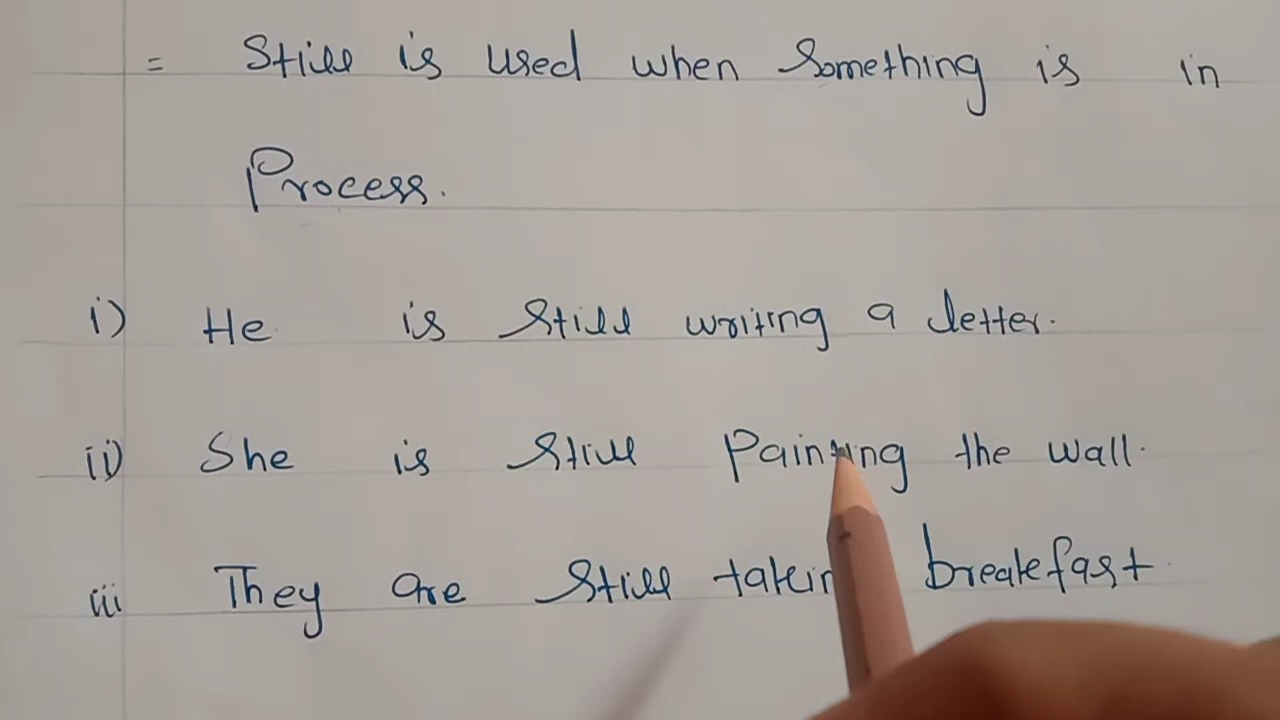 = Still is used when Something is in
Process.
i) He is Still writing a letter.
ii) She is Still Painting the wall.
iii They are Still takin breakfast.